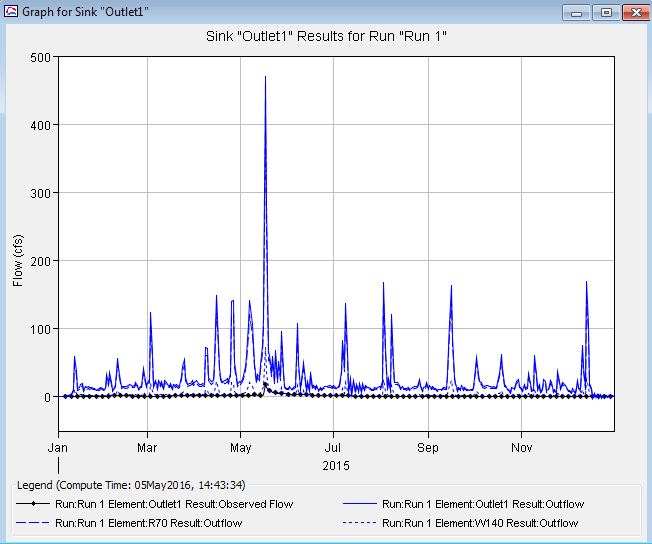 Graph for Sink "Outlet1"
Sink "Outlet1" Results for Run "Run 1"
500
400
300
200
100
0
Flow (cfs)
Jan Mar May Jul Sep Nov
2015
Legend (Compute Time: 05May2016, 14:43:34)
Run:Run 1 Element:Outlet1 Result:Observed Flow Run:Run 1 Element:Outlet1 Result:Outflow
Run:Run 1 Element:R70 Result:Outflow Run:Run 1 Element:W140 Result:Outflow